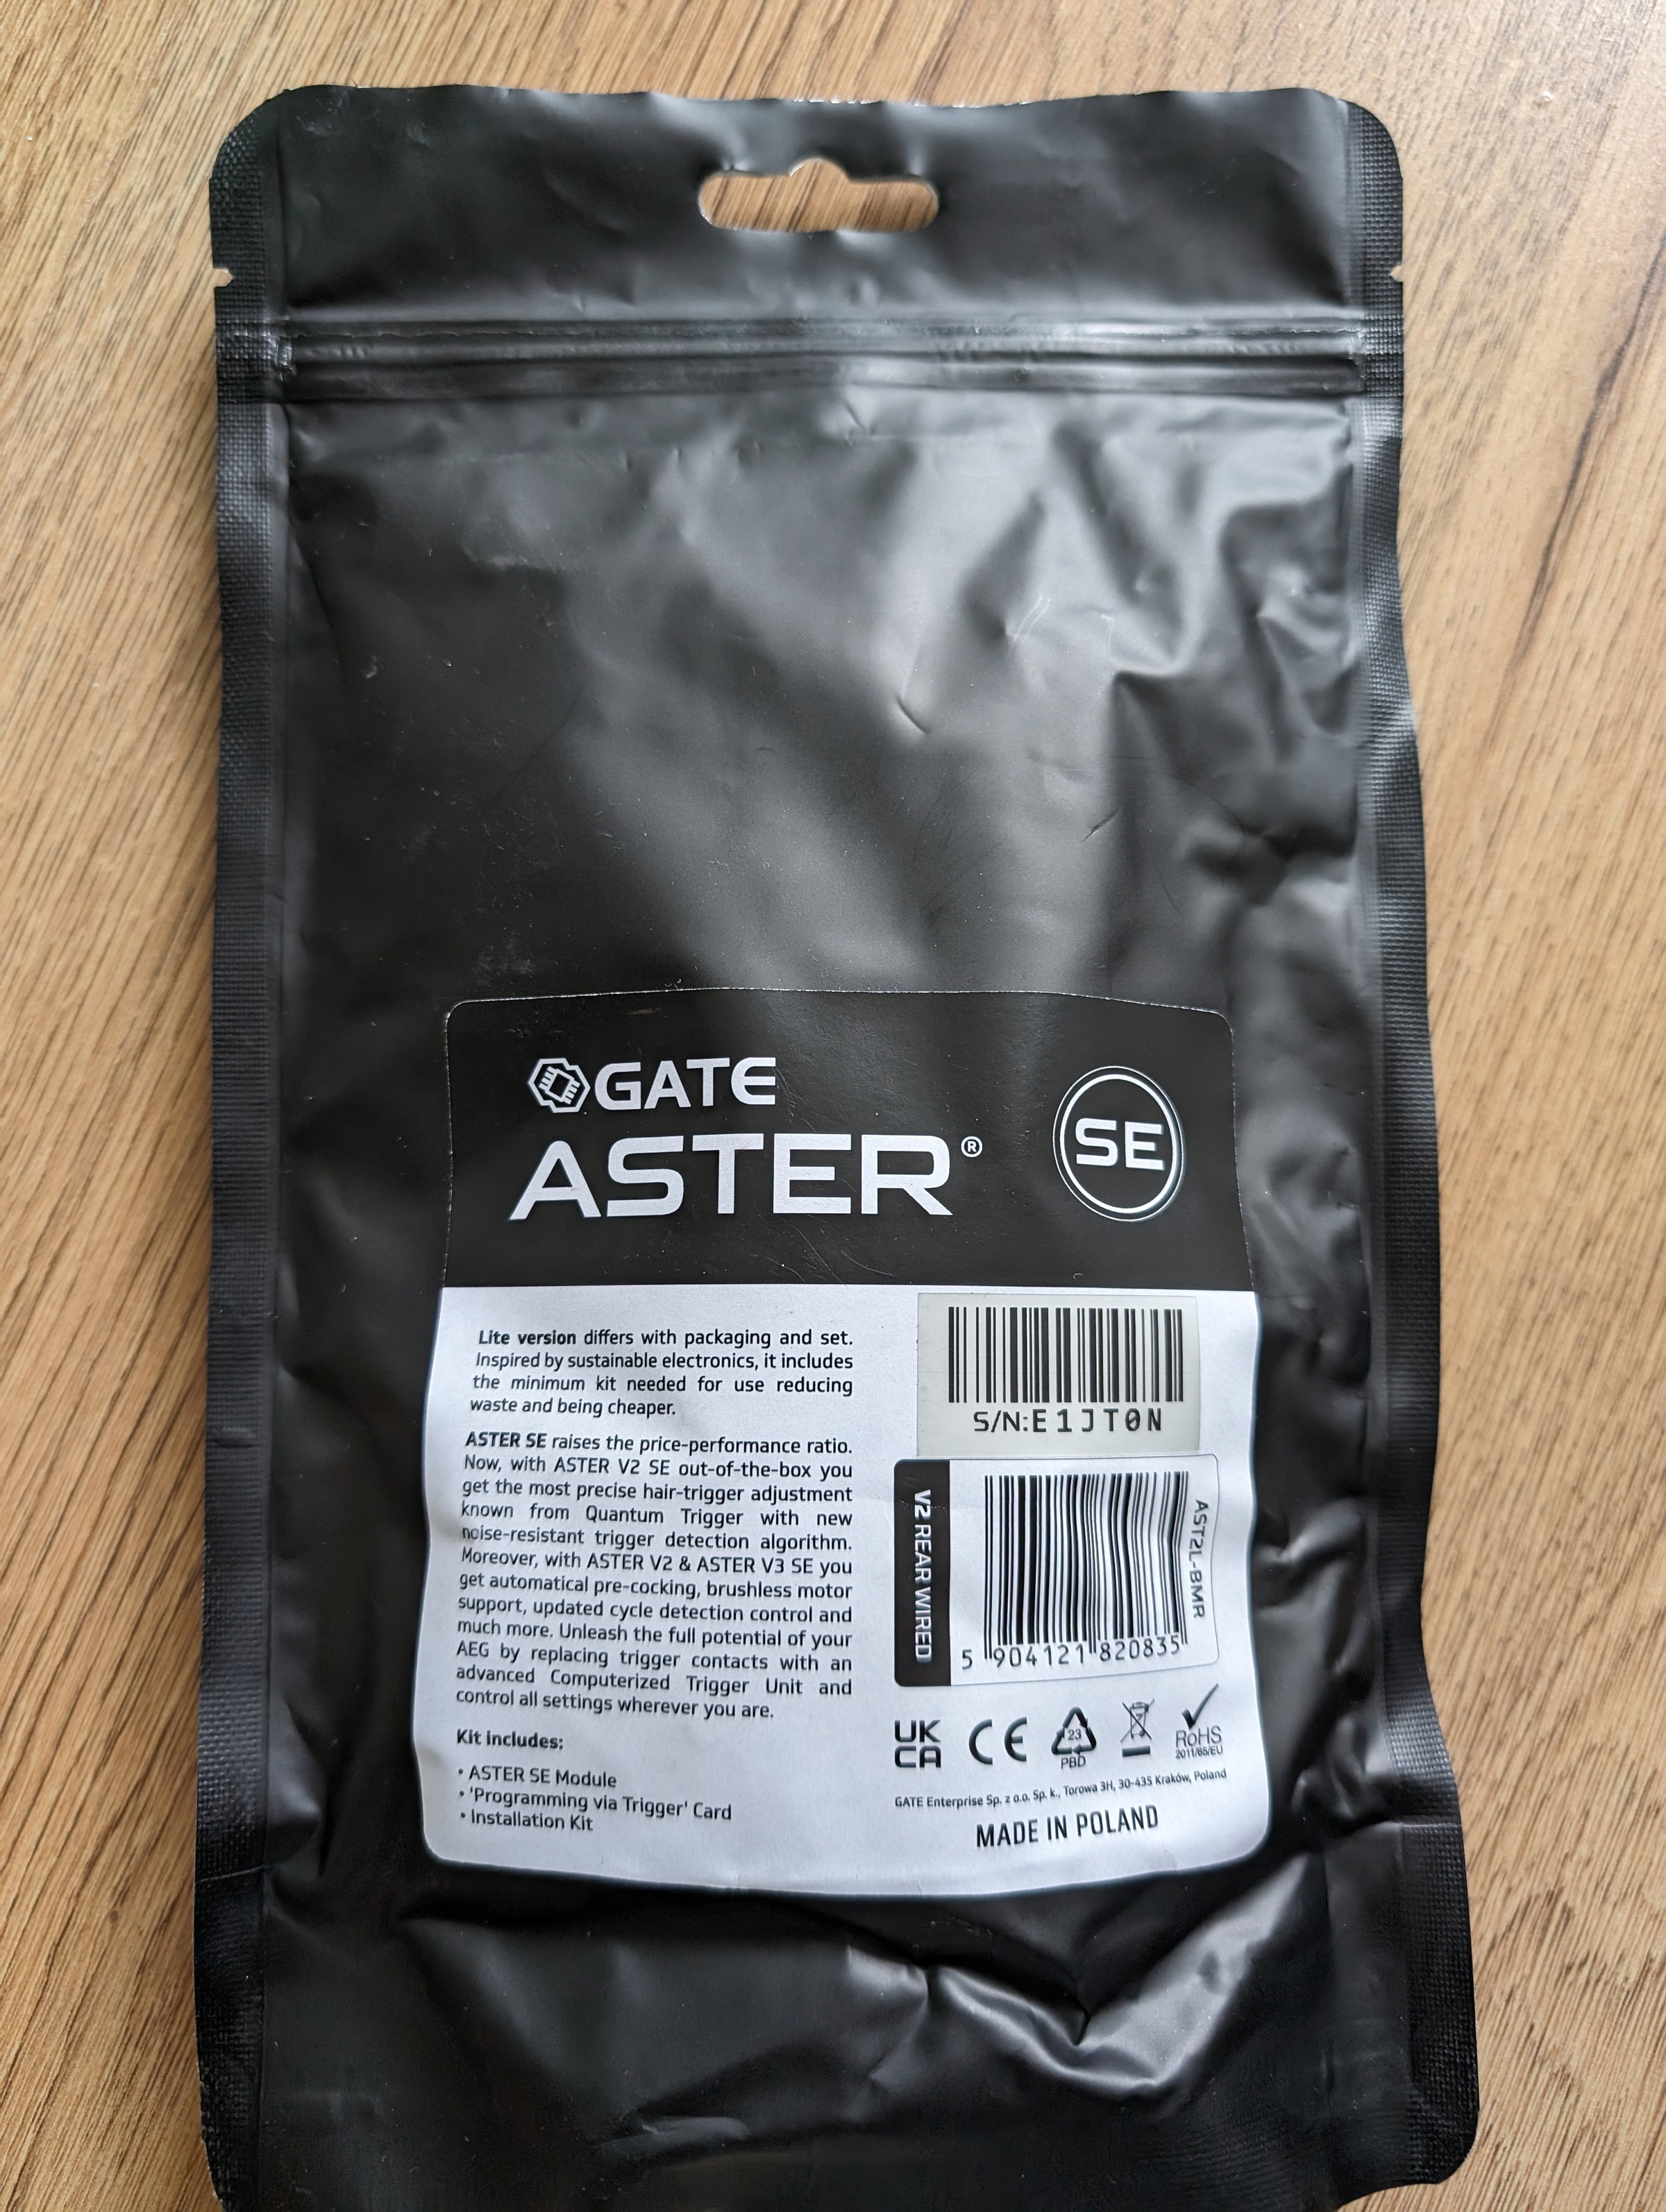 GATE
ASTER®
SE
Lite version differs with packaging and set.
Inspired by sustainable electronics, it includes
the minimum kit needed for use reducing
waste and being cheaper.
ASTER SE raises the price-performance ratio.
Now, with ASTER V2 SE out-of-the-box you
get the most precise hair-trigger adjustment
known from Quantum Trigger with new
noise-resistant trigger detection algorithm.
Moreover, with ASTER V2 & ASTER V3 SE you
get automatical pre-cocking, brushless motor
support, updated cycle detection control and
much more. Unleash the full potential of your
AEG by replacing trigger contacts with an
advanced Computerized Trigger Unit and
control all settings wherever you are.
Kit includes:
• ASTER SE Module
• 'Programming via Trigger' Card
• Installation Kit
S/N:E1JT0N
V2 REAR WIRED
AST2L-BMR
5 904121 820835
UK
CA
CE
23
PBD
RoHS
2011/65/EU
GATE Enterprise Sp. z o.o. Sp. k., Torowa 3H, 30-435 Kraków, Poland
MADE IN POLAND